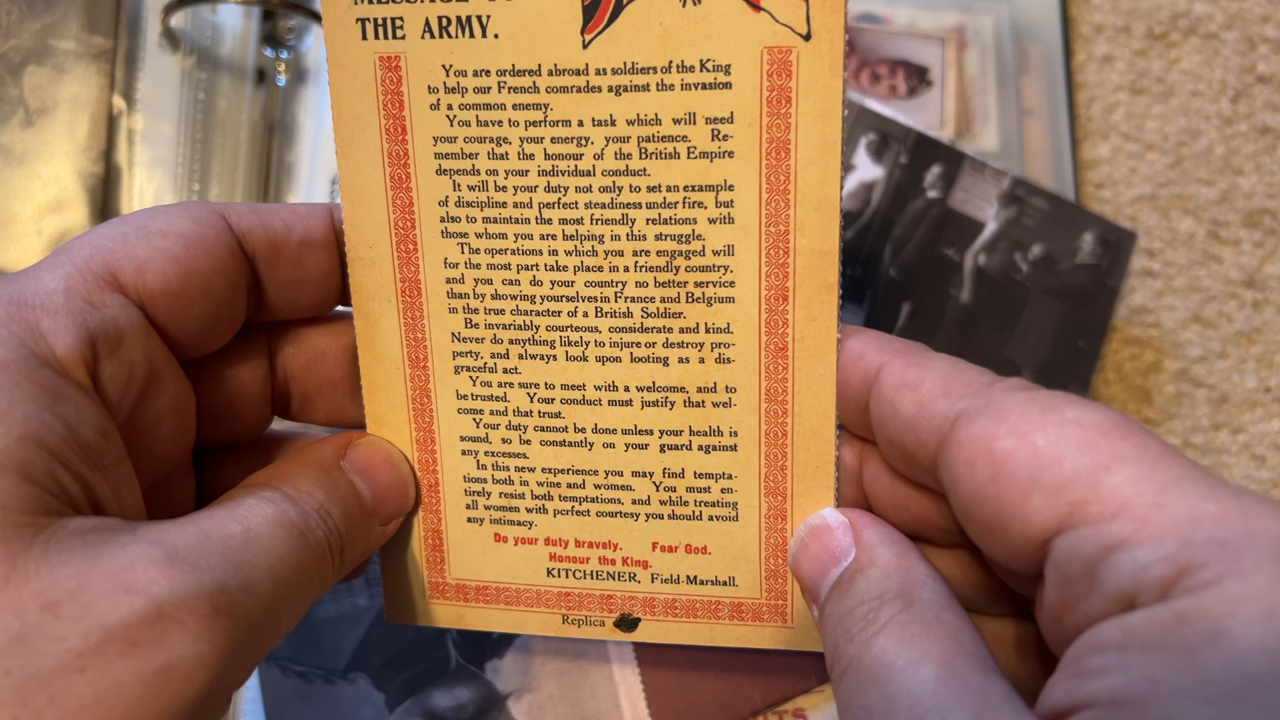 MESSAGE TO
THE ARMY.
You are ordered abroad as soldiers of the King
to help our French comrades against the invasion
of a common enemy.
You have to perform a task which will need
your courage, your energy, your patience. Re-
member that the honour of the British Empire
depends on your individual conduct.
It will be your duty not only to set an example
of discipline and perfect steadiness under fire, but
also to maintain the most friendly relations with
those whom you are helping in this struggle.
The operations in which you are engaged will
for the most part take place in a friendly country,
and you can do your country no better service
than by showing yourselves in France and Belgium
in the true character of a British Soldier.
Be invariably courteous, considerate and kind.
Never do anything likely to injure or destroy pro-
perty, and always look upon looting as a dis-
graceful act.
You are sure to meet with a welcome, and to
be trusted. Your conduct must justify that wel-
come and that trust.
Your duty cannot be done unless your health is
sound, so be constantly on your guard against
any excesses.
In this new experience you may find tempta-
tions both in wine and women. You must en-
tirely resist both temptations, and while treating
all women with perfect courtesy you should avoid
any intimacy.
Do your duty bravely. Fear God.
Honour the King.
KITCHENER, Field-Marshall.
Replica